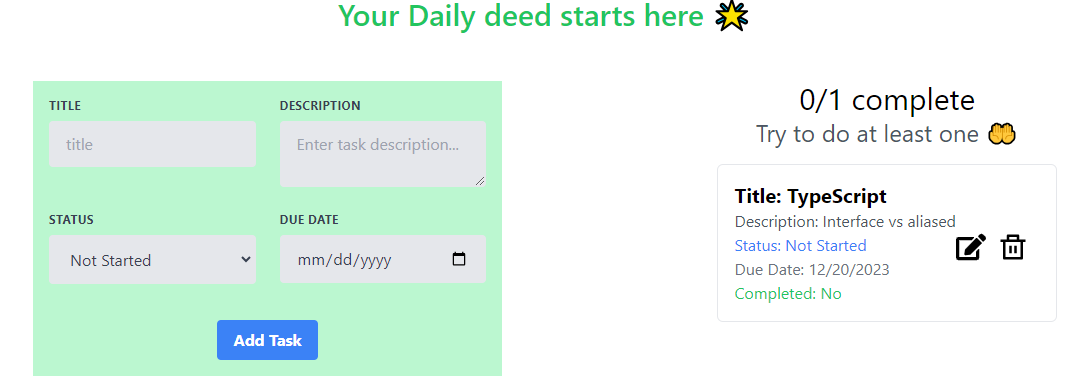 Your Daily deed starts here 🌟
TITLE
DESCRIPTION
title
Enter task description...
STATUS
DUE DATE
Not Started
mm/dd/yyyy
Add Task
0/1 complete
Try to do at least one 🤲
Title: TypeScript
Description: Interface vs aliased
Status: Not Started
Due Date: 12/20/2023
Completed: No